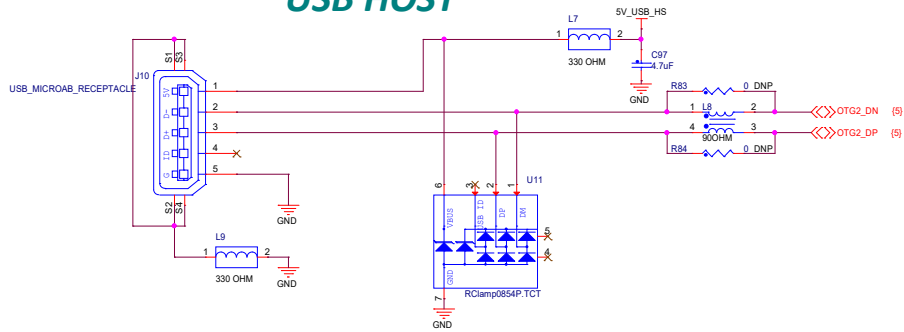 USB HOST
5V_USB_HS
L7
1 2
330 OHM
C97
4.7uF
GND
S1
S3
J10
USB_MICROAB_RECEPTACLE
5V
D-
D+
ID
G
1
2
3
4
5
S2
S4
GND
L9
1 2
330 OHM
GND
R83 0 DNP
L8
1 2
4 3
90OHM
R84 0 DNP
OTG2_DN {5}
OTG2_DP {5}
U11
6
3
2
1
VBUS
USB ID
DP
DM
5
4
GND
7
RClamp0854P.TCT
GND